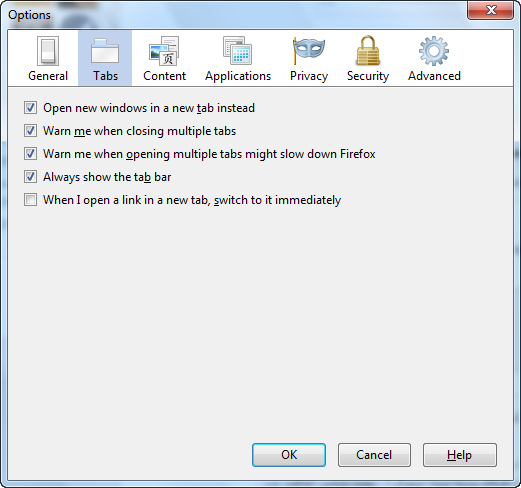 Options
General Tabs Content Applications Privacy Security Advanced
Open new windows in a new tab instead
Warn me when closing multiple tabs
Warn me when opening multiple tabs might slow down Firefox
Always show the tab bar
When I open a link in a new tab, switch to it immediately
OK Cancel Help